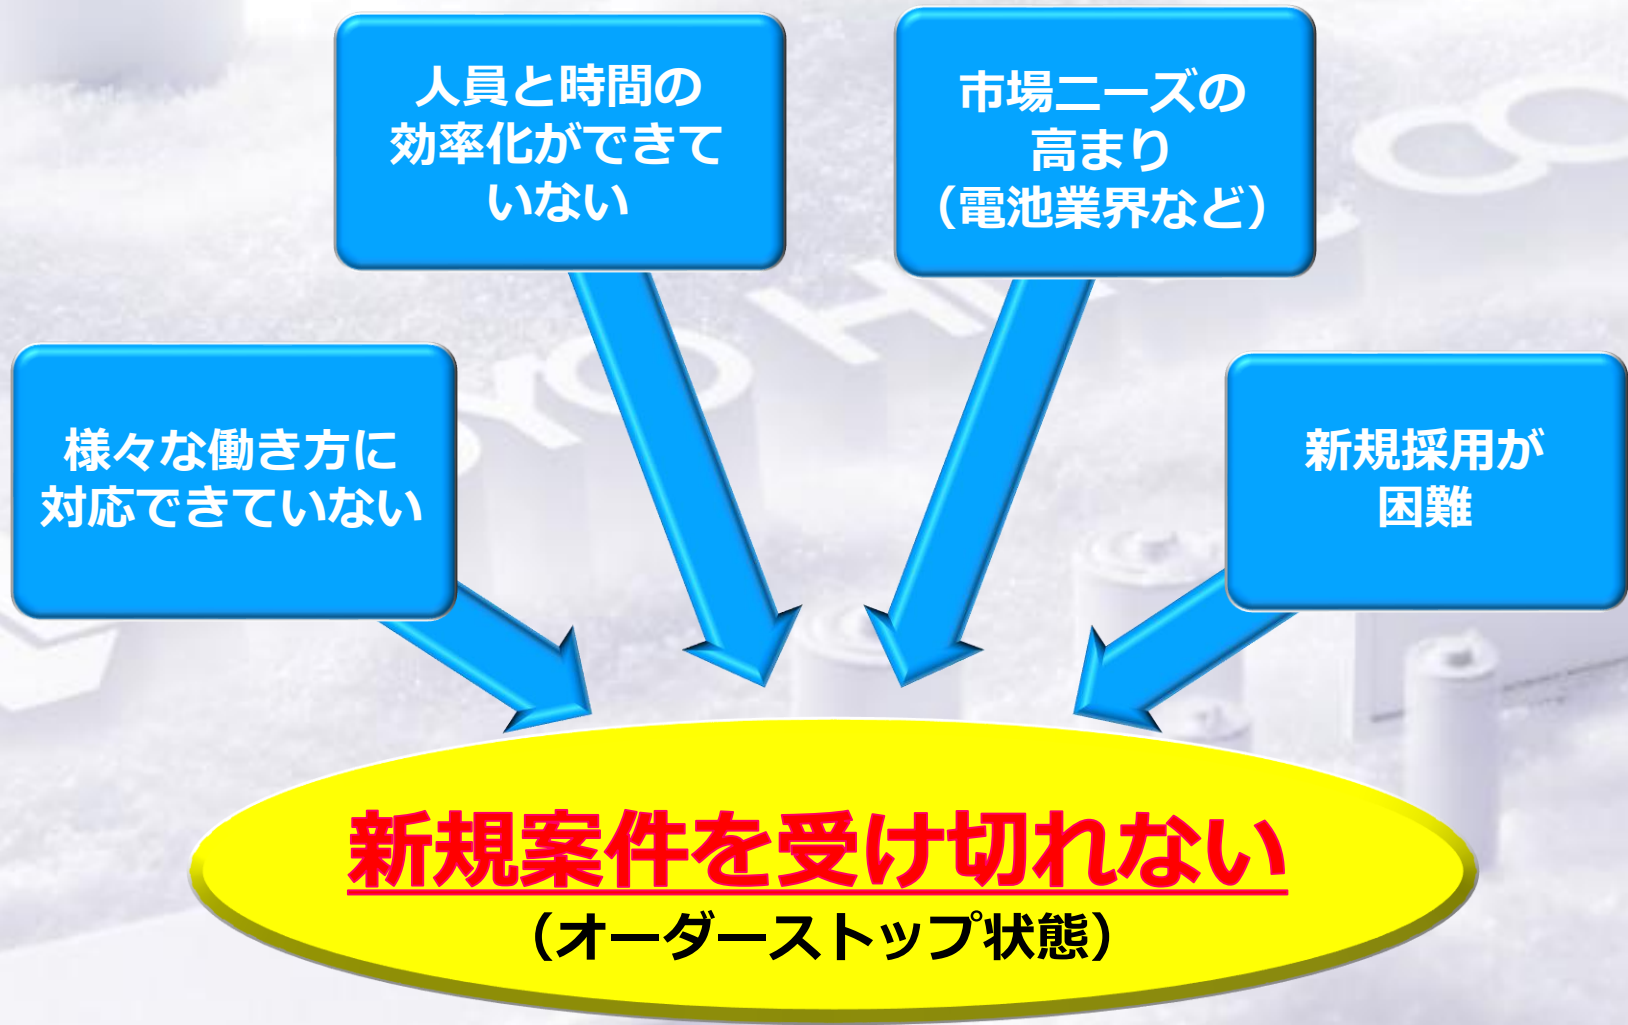 人員と時間の
効率化ができて
いない
市場ニーズの
高まり
（電池業界など）
様々な働き方に
対応できていない
新規採用が
困難
新規案件を受け切れない
（オーダーストップ状態）